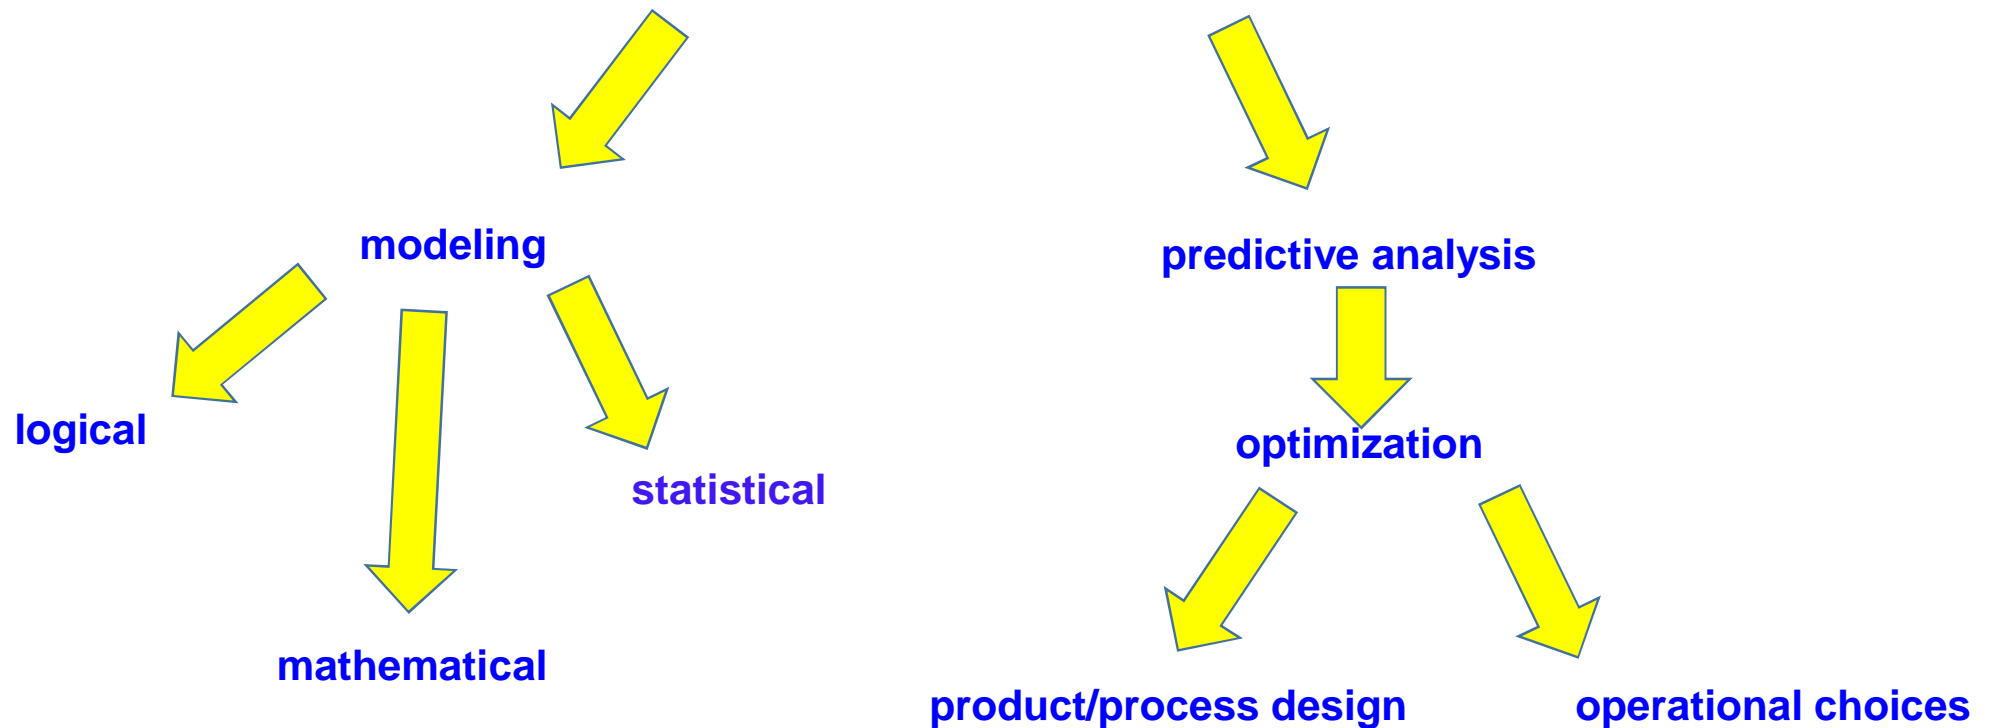 modeling
predictive analysis
logical
optimization
statistical
mathematical
product/process design
operational choices